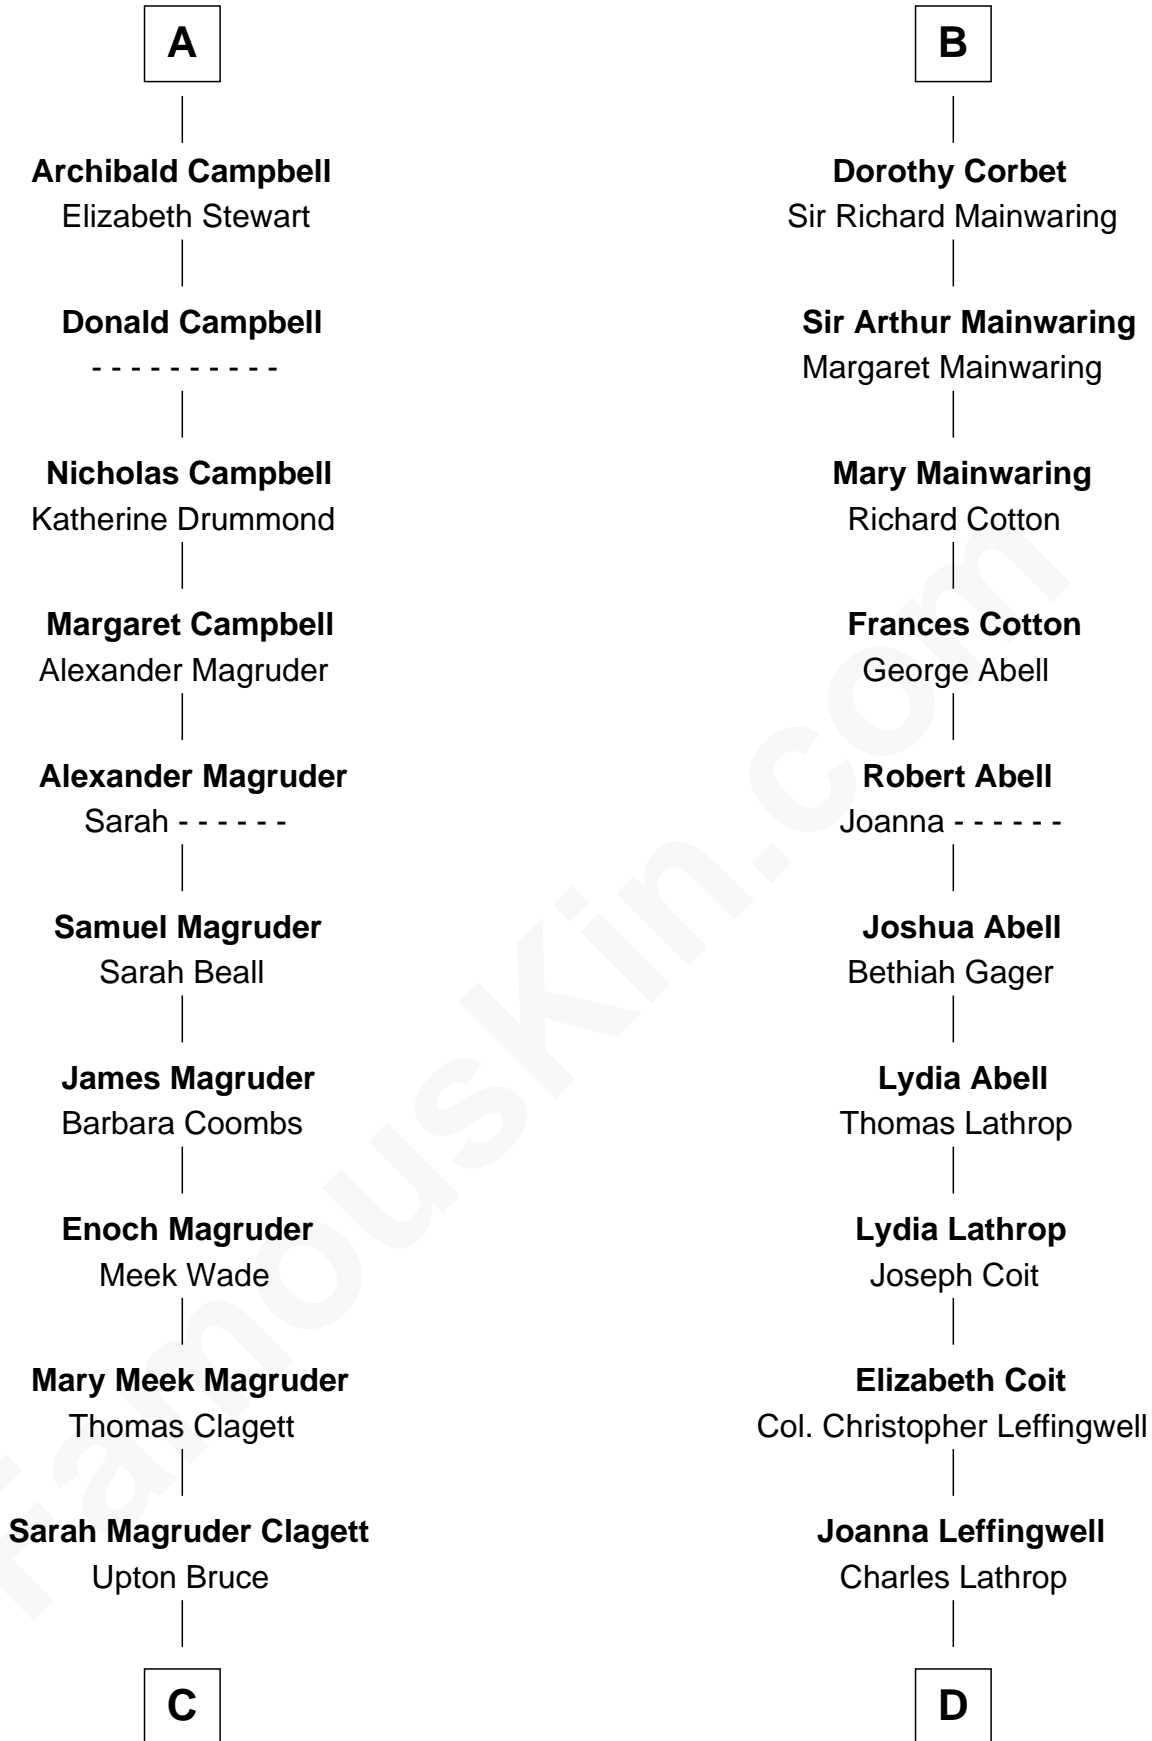 A
Archibald Campbell
Elizabeth Stewart
Donald Campbell
- - - - - - - - - -
Nicholas Campbell
Katherine Drummond
Margaret Campbell
Alexander Magruder
Alexander Magruder
Sarah - - - - - -
Samuel Magruder
Sarah Beall
James Magruder
Barbara Coombs
Enoch Magruder
Meek Wade
Mary Meek Magruder
Thomas Clagett
Sarah Magruder Clagett
Upton Bruce
C
B
Dorothy Corbet
Sir Richard Mainwaring
Sir Arthur Mainwaring
Margaret Mainwaring
Mary Mainwaring
Richard Cotton
Frances Cotton
George Abell
Robert Abell
Joanna - - - - - -
Joshua Abell
Bethiah Gager
Lydia Abell
Thomas Lathrop
Lydia Lathrop
Joseph Coit
Elizabeth Coit
Col. Christopher Leffingwell
Joanna Leffingwell
Charles Lathrop
D
FamousKin.com